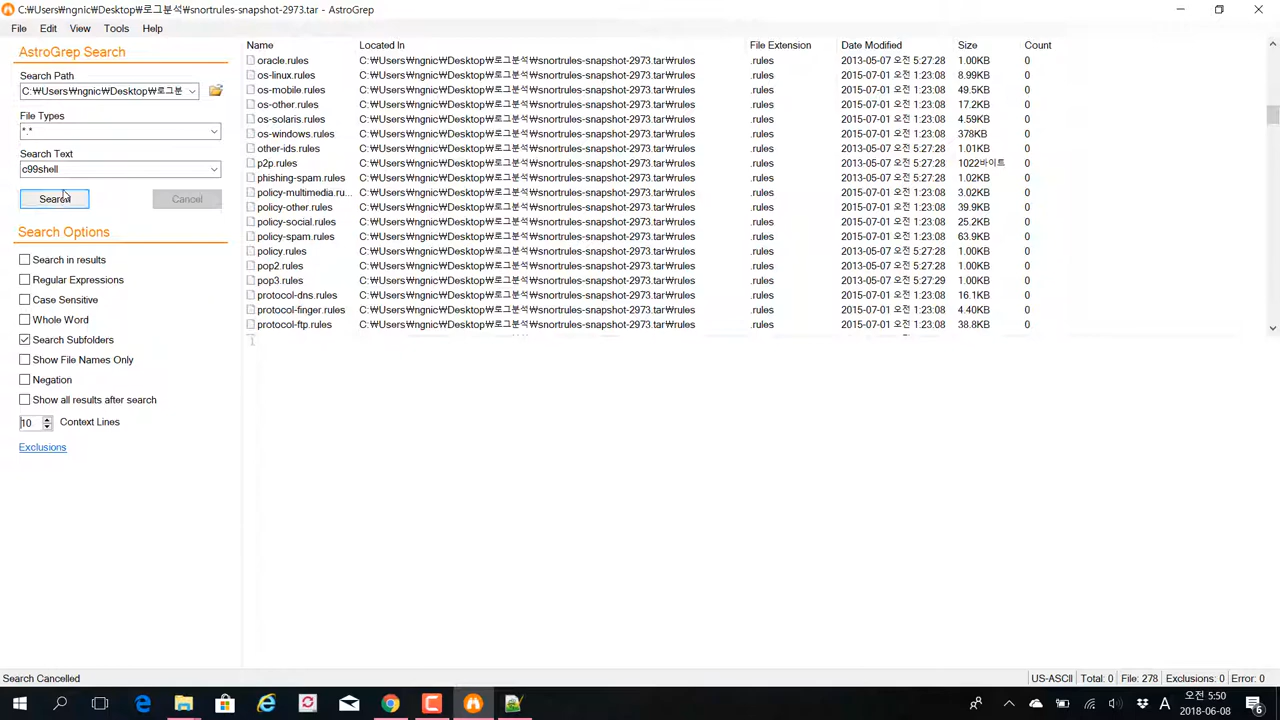 C:₩Users₩ngnic₩Desktop₩로그분석₩snortrules-snapshot-2973.tar - AstroGrep
File Edit View Tools Help
AstroGrep Search
Search Path
C:₩Users₩ngnic₩Desktop₩로그분
File Types
*.*
Search Text
c99shell
Search Cancel
Search Options
Search in results
Regular Expressions
Case Sensitive
Whole Word
Search Subfolders
Show File Names Only
Negation
Show all results after search
10 Context Lines
Exclusions
Name Located In File Extension Date Modified Size Count
oracle.rules C:₩Users₩ngnic₩Desktop₩로그분석₩snortrules-snapshot-2973.tar₩rules .rules 2013-05-07 오전 5:27:28 1.00KB 0
os-linux.rules C:₩Users₩ngnic₩Desktop₩로그분석₩snortrules-snapshot-2973.tar₩rules .rules 2015-07-01 오전 1:23:08 8.99KB 0
os-mobile.rules C:₩Users₩ngnic₩Desktop₩로그분석₩snortrules-snapshot-2973.tar₩rules .rules 2015-07-01 오전 1:23:08 49.5KB 0
os-other.rules C:₩Users₩ngnic₩Desktop₩로그분석₩snortrules-snapshot-2973.tar₩rules .rules 2015-07-01 오전 1:23:08 17.2KB 0
os-solaris.rules C:₩Users₩ngnic₩Desktop₩로그분석₩snortrules-snapshot-2973.tar₩rules .rules 2015-07-01 오전 1:23:08 4.59KB 0
os-windows.rules C:₩Users₩ngnic₩Desktop₩로그분석₩snortrules-snapshot-2973.tar₩rules .rules 2015-07-01 오전 1:23:08 378KB 0
other-ids.rules C:₩Users₩ngnic₩Desktop₩로그분석₩snortrules-snapshot-2973.tar₩rules .rules 2013-05-07 오전 5:27:28 1.01KB 0
p2p.rules C:₩Users₩ngnic₩Desktop₩로그분석₩snortrules-snapshot-2973.tar₩rules .rules 2013-05-07 오전 5:27:28 1022바이트 0
phishing-spam.rules C:₩Users₩ngnic₩Desktop₩로그분석₩snortrules-snapshot-2973.tar₩rules .rules 2013-05-07 오전 5:27:28 1.02KB 0
policy-multimedia.ru... C:₩Users₩ngnic₩Desktop₩로그분석₩snortrules-snapshot-2973.tar₩rules .rules 2015-07-01 오전 1:23:08 3.02KB 0
policy-other.rules C:₩Users₩ngnic₩Desktop₩로그분석₩snortrules-snapshot-2973.tar₩rules .rules 2015-07-01 오전 1:23:08 39.9KB 0
policy-social.rules C:₩Users₩ngnic₩Desktop₩로그분석₩snortrules-snapshot-2973.tar₩rules .rules 2015-07-01 오전 1:23:08 25.2KB 0
policy-spam.rules C:₩Users₩ngnic₩Desktop₩로그분석₩snortrules-snapshot-2973.tar₩rules .rules 2015-07-01 오전 1:23:08 63.9KB 0
policy.rules C:₩Users₩ngnic₩Desktop₩로그분석₩snortrules-snapshot-2973.tar₩rules .rules 2013-05-07 오전 5:27:28 1.00KB 0
pop2.rules C:₩Users₩ngnic₩Desktop₩로그분석₩snortrules-snapshot-2973.tar₩rules .rules 2013-05-07 오전 5:27:28 1.00KB 0
pop3.rules C:₩Users₩ngnic₩Desktop₩로그분석₩snortrules-snapshot-2973.tar₩rules .rules 2013-05-07 오전 5:27:29 1.00KB 0
protocol-dns.rules C:₩Users₩ngnic₩Desktop₩로그분석₩snortrules-snapshot-2973.tar₩rules .rules 2015-07-01 오전 1:23:08 16.1KB 0
protocol-finger.rules C:₩Users₩ngnic₩Desktop₩로그분석₩snortrules-snapshot-2973.tar₩rules .rules 2015-07-01 오전 1:23:08 4.40KB 0
protocol-ftp.rules C:₩Users₩ngnic₩Desktop₩로그분석₩snortrules-snapshot-2973.tar₩rules .rules 2015-07-01 오전 1:23:08 38.8KB 0
1
Search Cancelled US-ASCII Total: 0 File: 278 Exclusions: 0 Error: 0
A 오전 5:50
2018-06-08 6